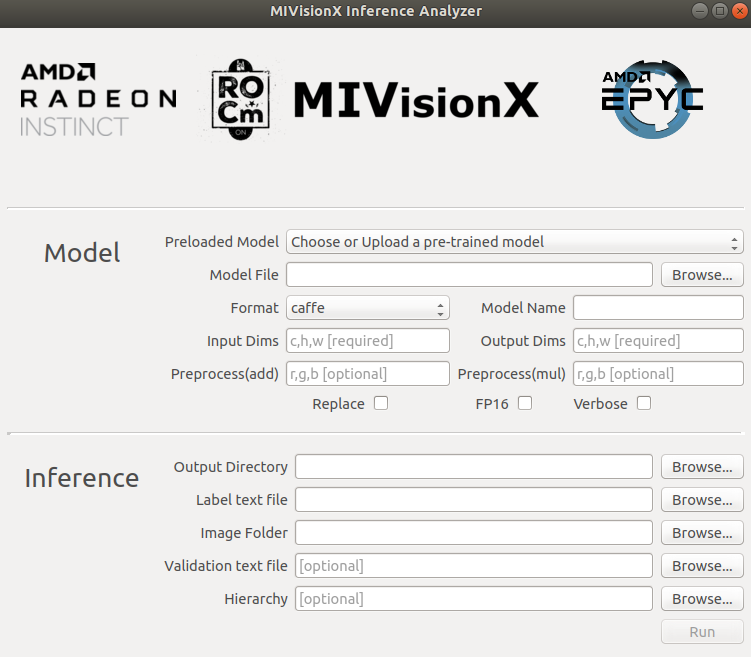 MIVisionX Inference Analyzer
AMD
RADEON
INSTINCT
ROCm
ON
MIVisionX
AMD
EPYC
Model
Preloaded Model Choose or Upload a pre-trained model
Model File Browse...
Format caffe Model Name
Input Dims c,h,w [required] Output Dims c,h,w [required]
Preprocess(add) r,g,b [optional] Preprocess(mul) r,g,b [optional]
Replace FP16 Verbose
Inference
Output Directory Browse...
Label text file Browse...
Image Folder Browse...
Validation text file [optional] Browse...
Hierarchy [optional] Browse...
Run